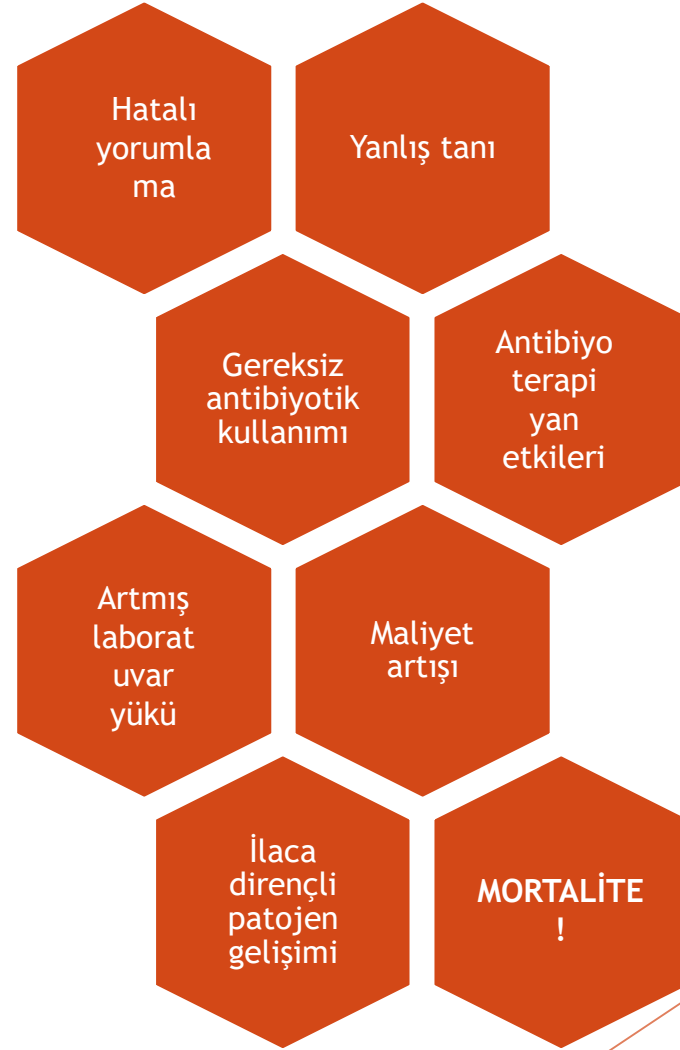 Hatalı
yorumla
ma
Yanlış tanı
Gereksiz
antibiyotik
kullanımı
Antibiyo
terapi
yan
etkileri
Artmış
laborat
uvar
yükü
Maliyet
artışı
İlaca
dirençli
patojen
gelişimi
MORTALİTE
!